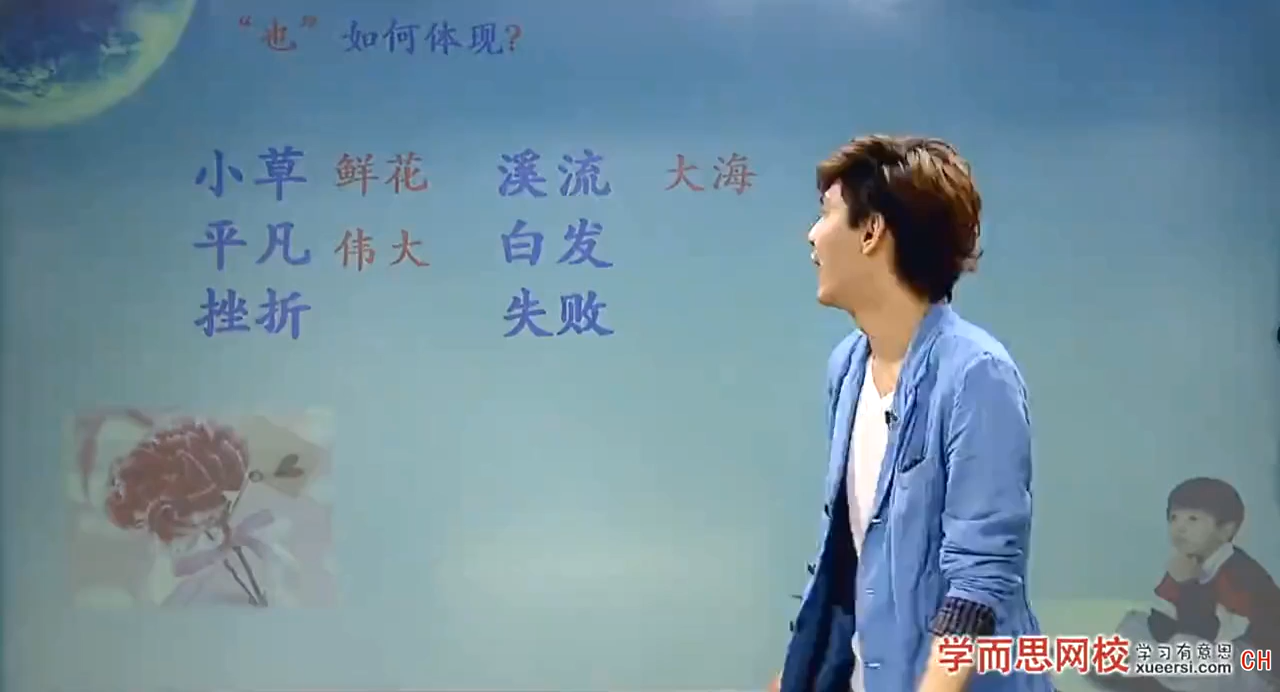 “也”如何体现?
小草 鲜花 溪流 大海
平凡 伟大 白发
挫折 失败
学而思网校 学习有意思 xueersi.com CH